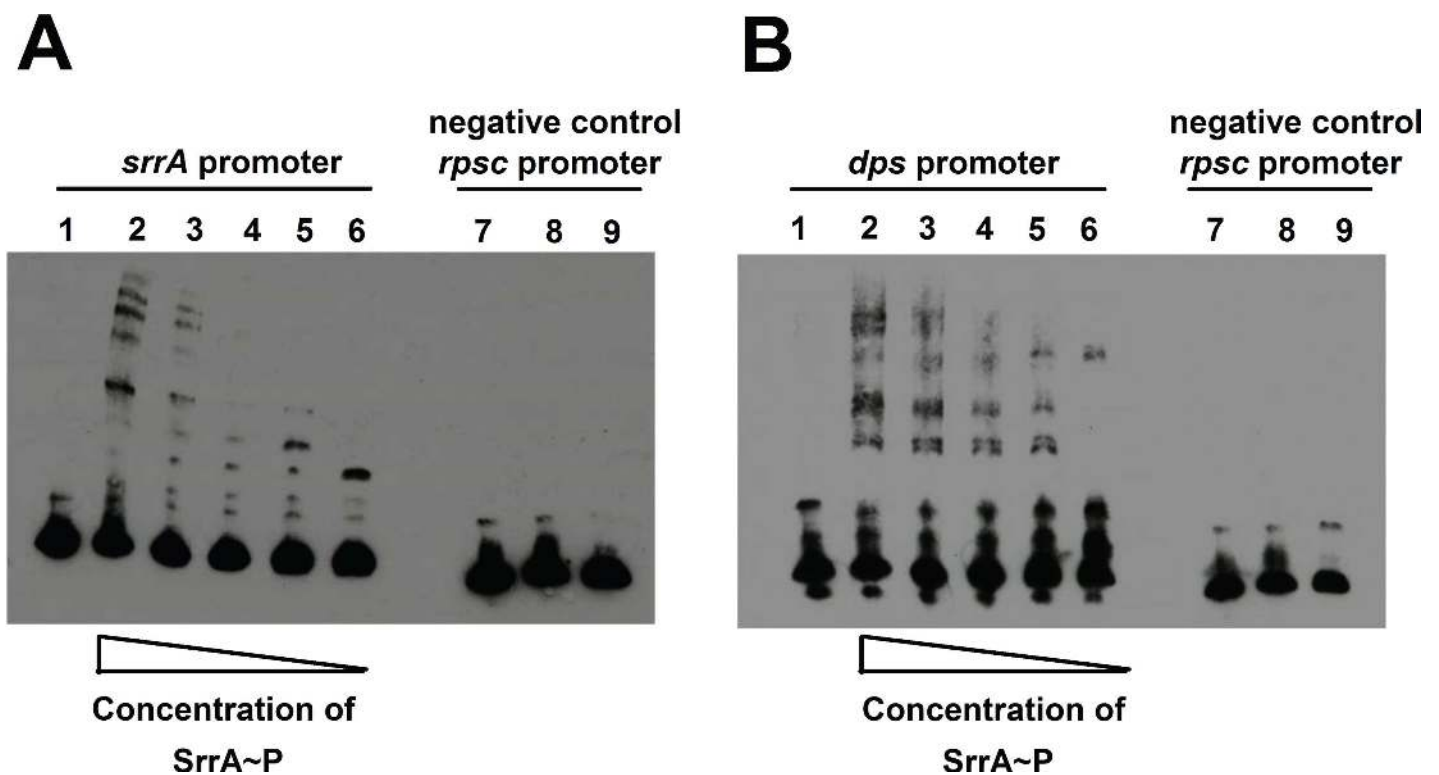 A
srrA promoter
negative control
rpsc promoter
1 2 3 4 5 6 7 8 9
Concentration of
SrrA~P
B
dps promoter
negative control
rpsc promoter
1 2 3 4 5 6 7 8 9
Concentration of
SrrA~P